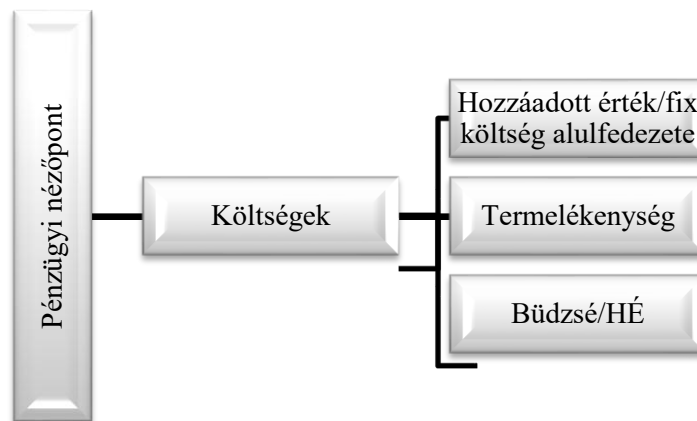 Pénzügyi nézőpont
Költségek
Hozzáadott érték/fix
költség alulfedezete
Termelékenység
Büdzsé/HÉ